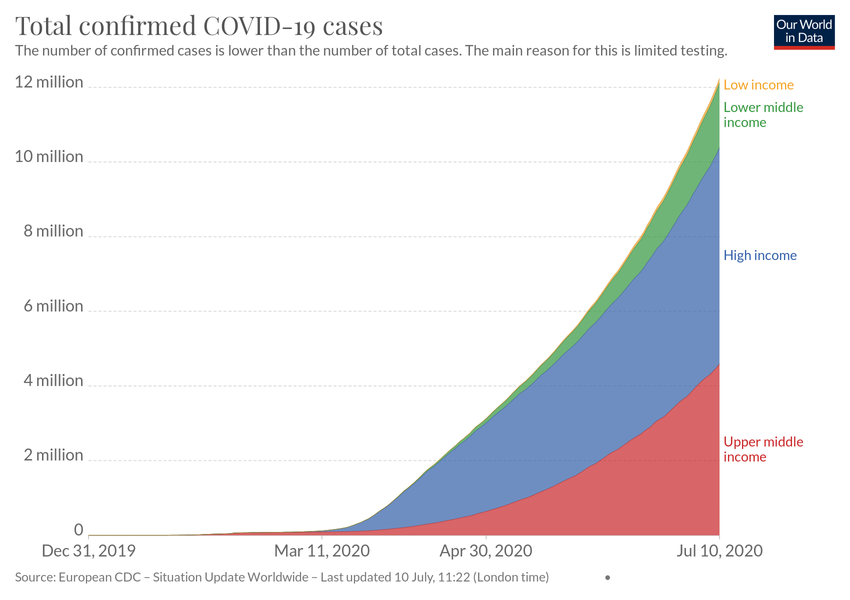 Total confirmed COVID-19 cases
Our World
in Data
The number of confirmed cases is lower than the number of total cases. The main reason for this is limited testing.
12 million
10 million
8 million
6 million
4 million
2 million
0
Low income
Lower middle
income
High income
Upper middle
income
Dec 31, 2019
Mar 11, 2020
Apr 30, 2020
Jul 10, 2020
Source: European CDC – Situation Update Worldwide – Last updated 10 July, 11:22 (London time)